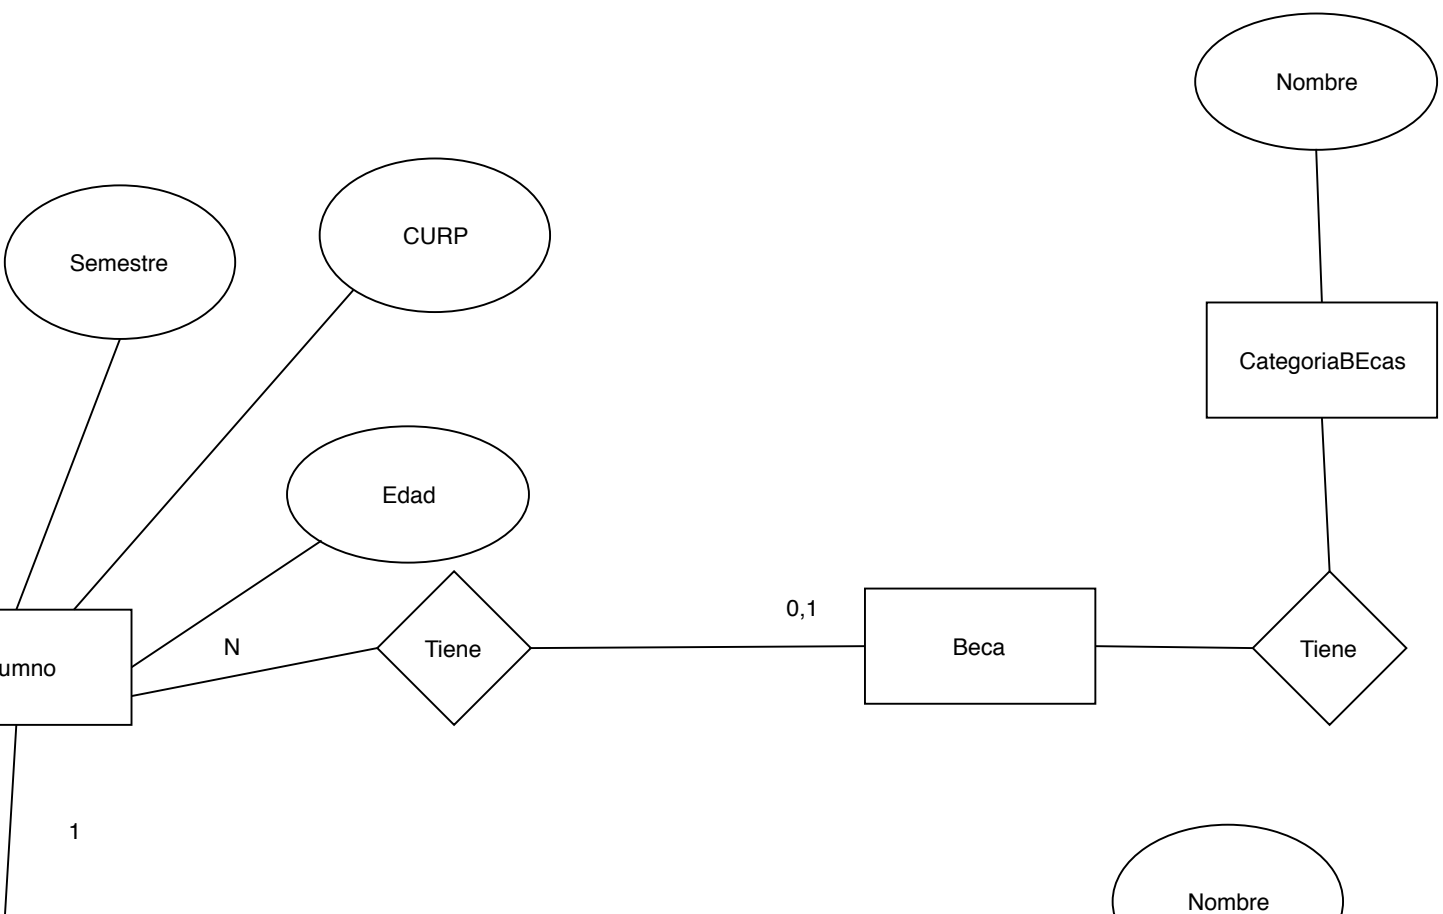 Nombre
CURP
Semestre
CategoriaBEcas
Edad
0,1
N
Tiene
Beca
Tiene
umno
1
Nombre